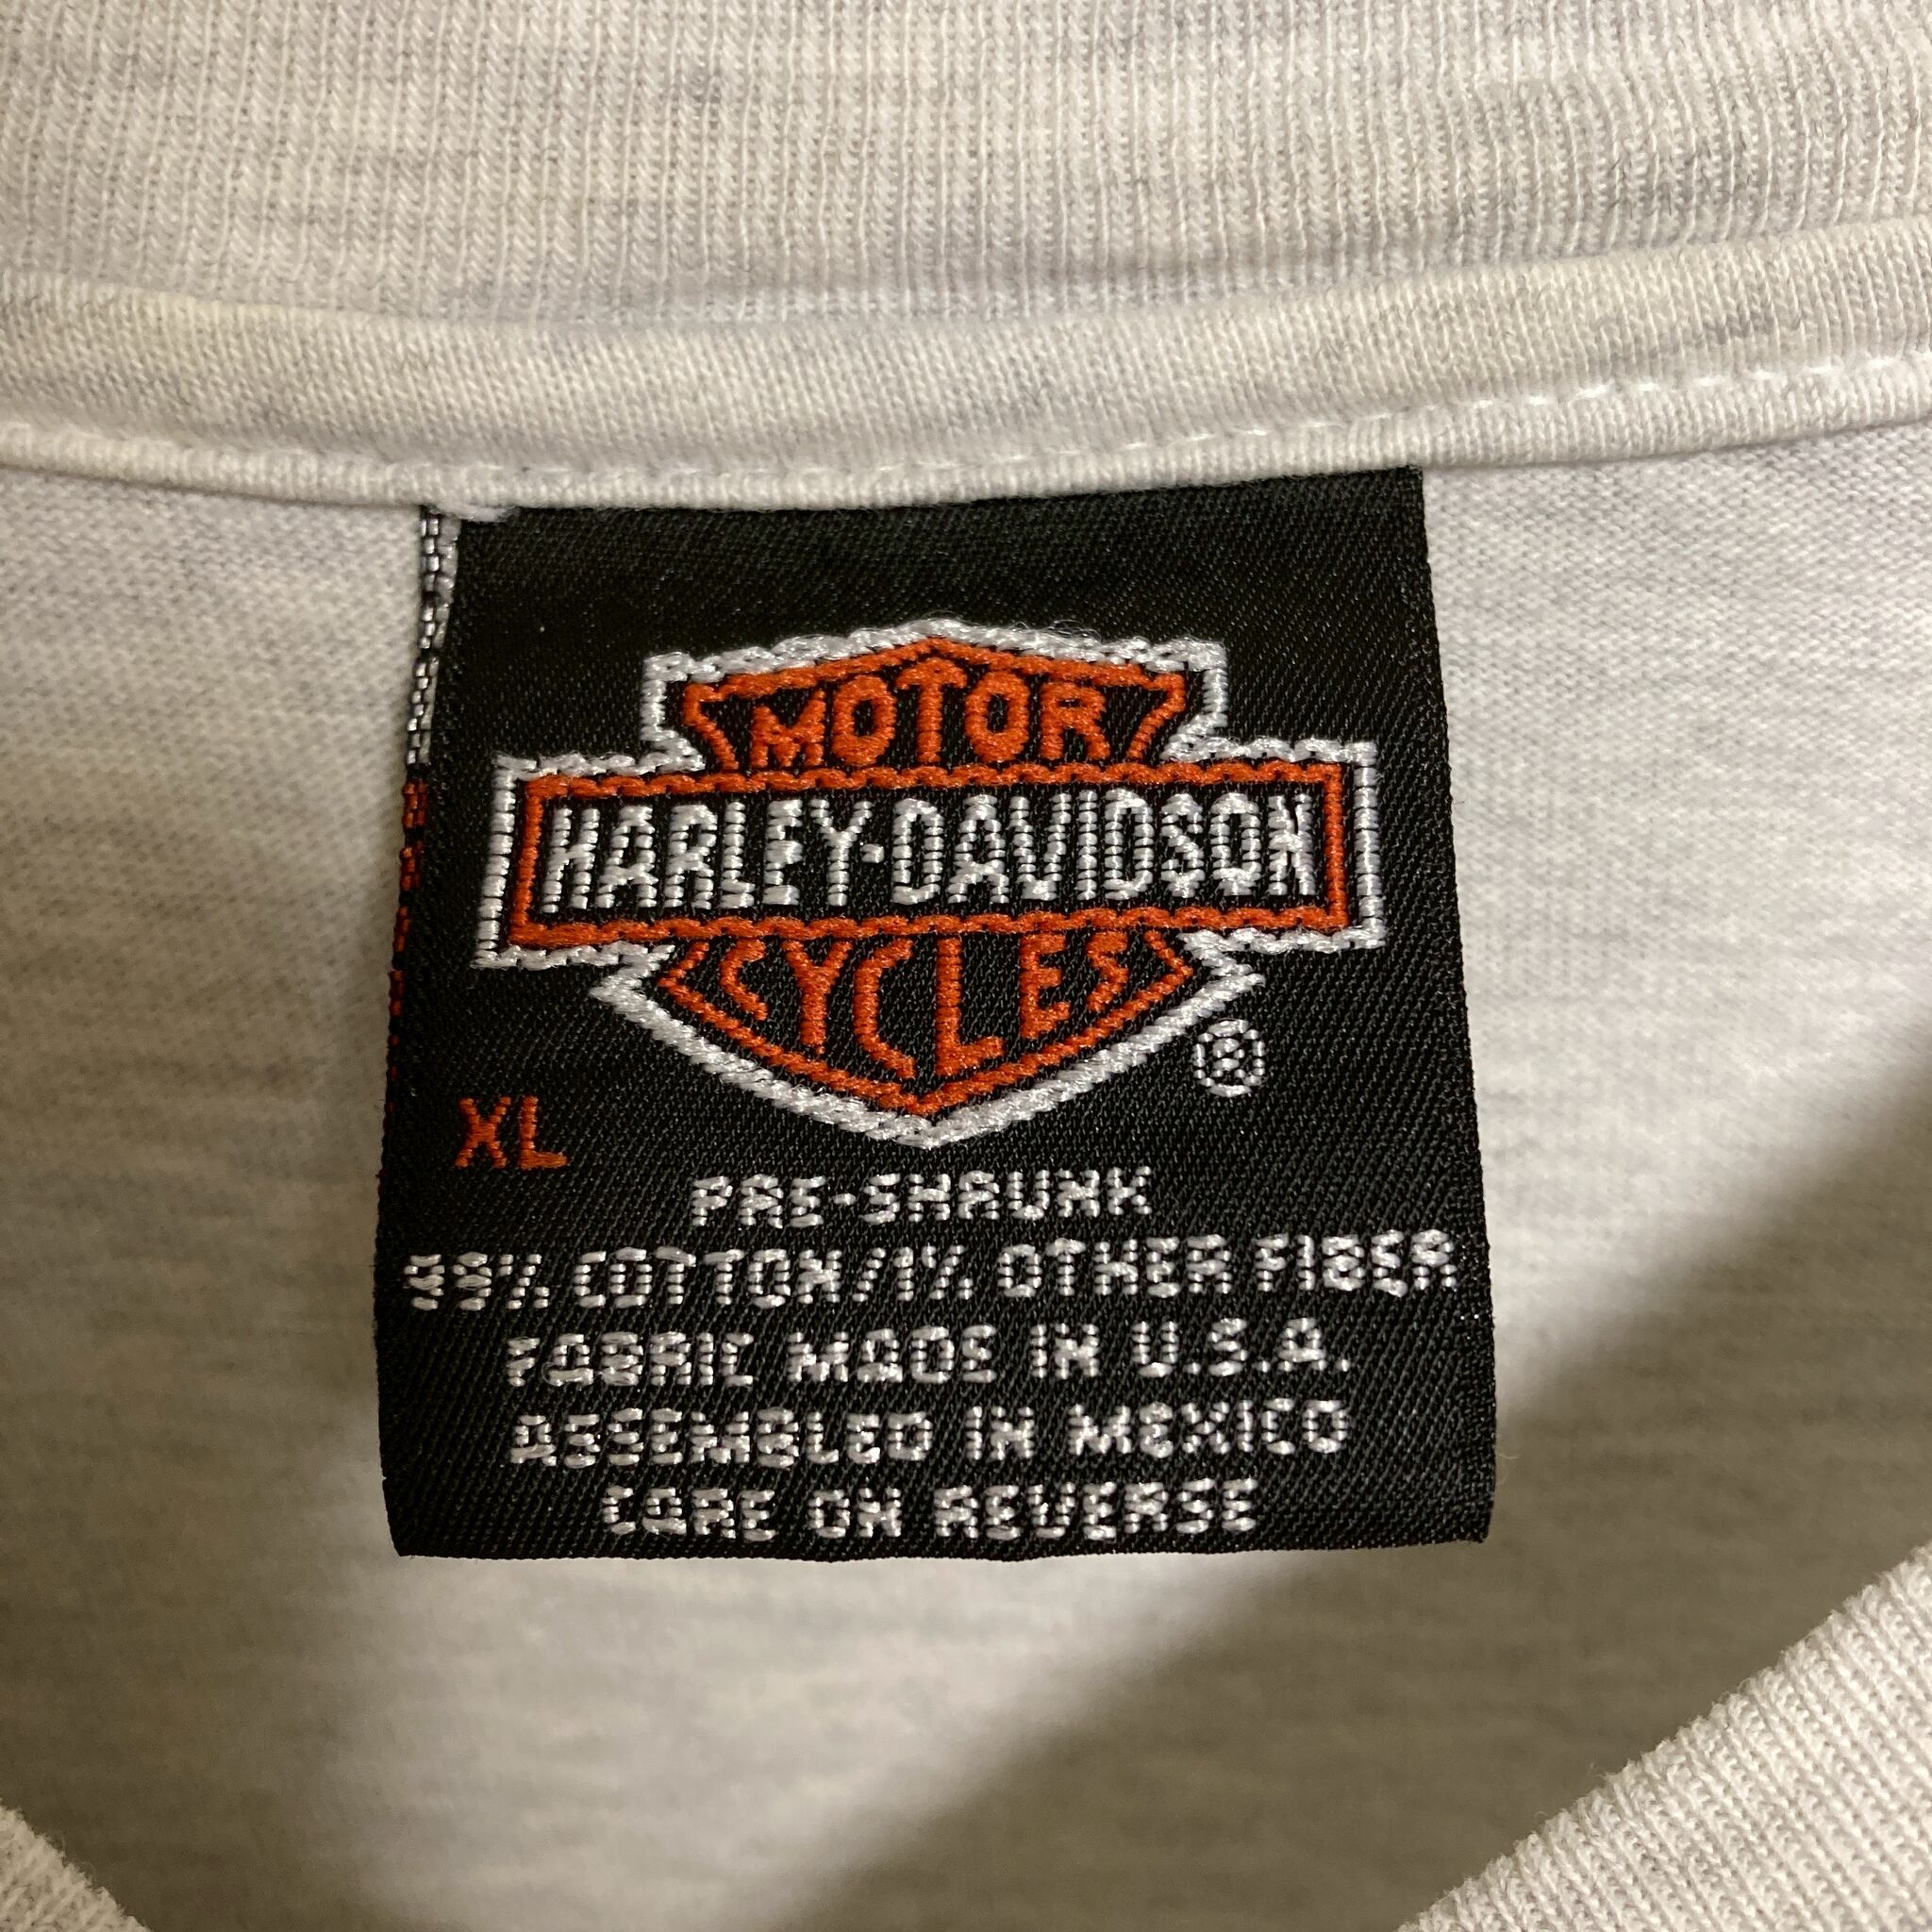 MOTOR
HARLEY-DAVIDSON
CYCLES
®
XL
PRE-SHRUNK
99% COTTON/1% OTHER FIBER
FABRIC MADE IN U.S.A.
ASSEMBLED IN MEXICO
CARE ON REVERSE